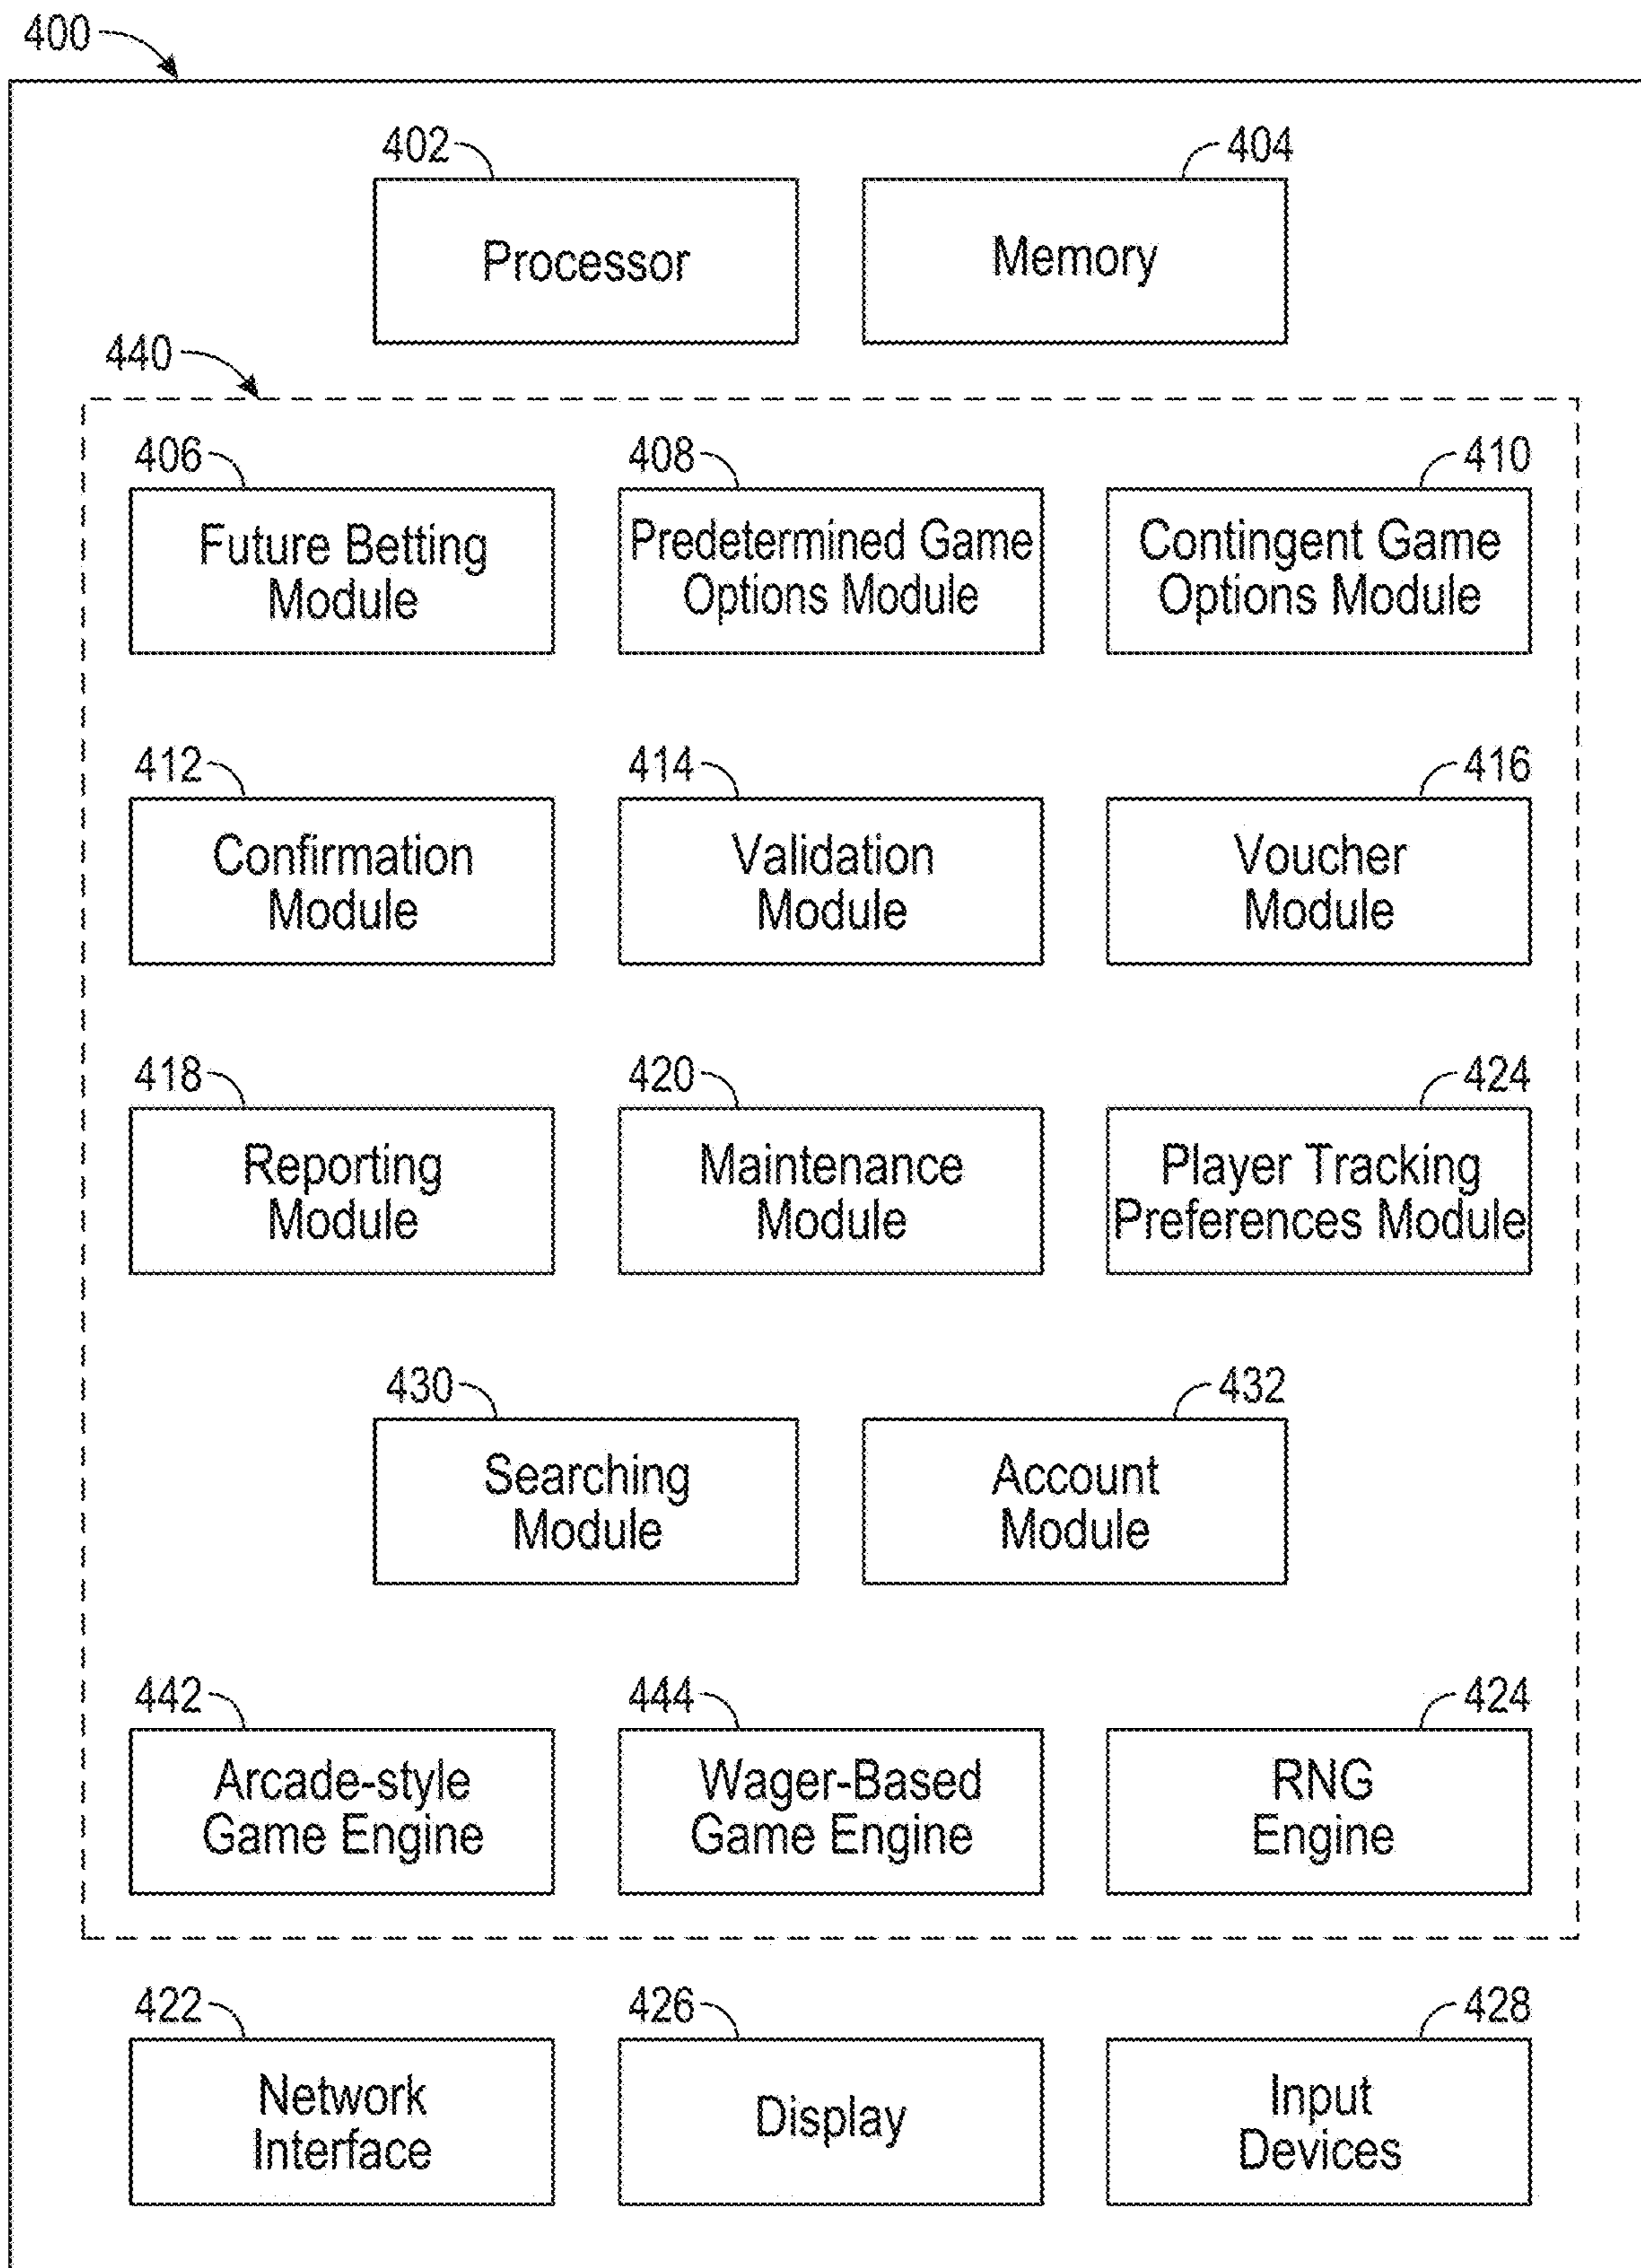 400
402
404
Processor
Memory
440
406
408
410
Future Betting
Module
Predetermined Game
Options Module
Contingent Game
Options Module
412
414
416
Confirmation
Module
Validation
Module
Voucher
Module
418
420
424
Reporting
Module
Maintenance
Module
Player Tracking
Preferences Module
430
432
Searching
Module
Account
Module
442
444
424
Arcade-style
Game Engine
Wager-Based
Game Engine
RNG
Engine
422
426
428
Network
Interface
Display
Input
Devices